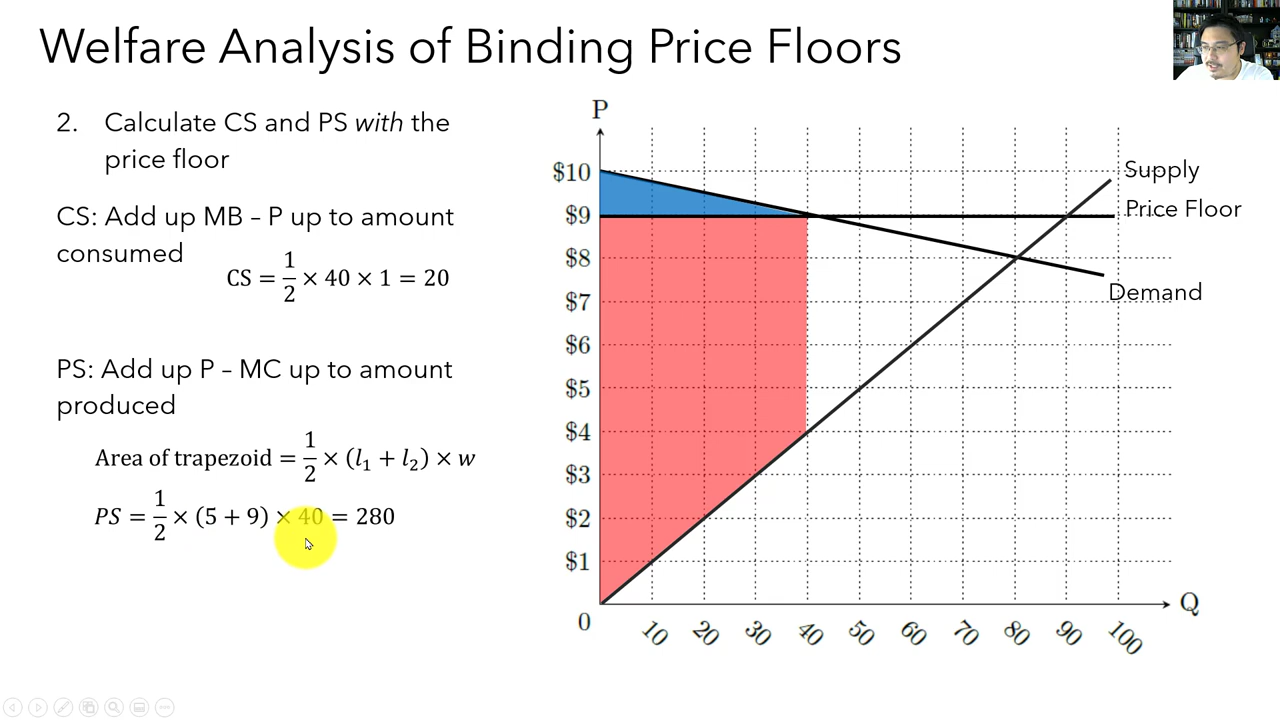 Welfare Analysis of Binding Price Floors
2. Calculate CS and PS with the
price floor
CS: Add up MB – P up to amount
consumed
CS = 1/2 × 40 × 1 = 20
PS: Add up P – MC up to amount
produced
Area of trapezoid = 1/2 × (l₁ + l₂) × w
PS = 1/2 × (5 + 9) × 40 = 280
P
$10
$9
$8
$7
$6
$5
$4
$3
$2
$1
0
10 20 30 40 50 60 70 80 90 100
Q
Supply
Price Floor
Demand